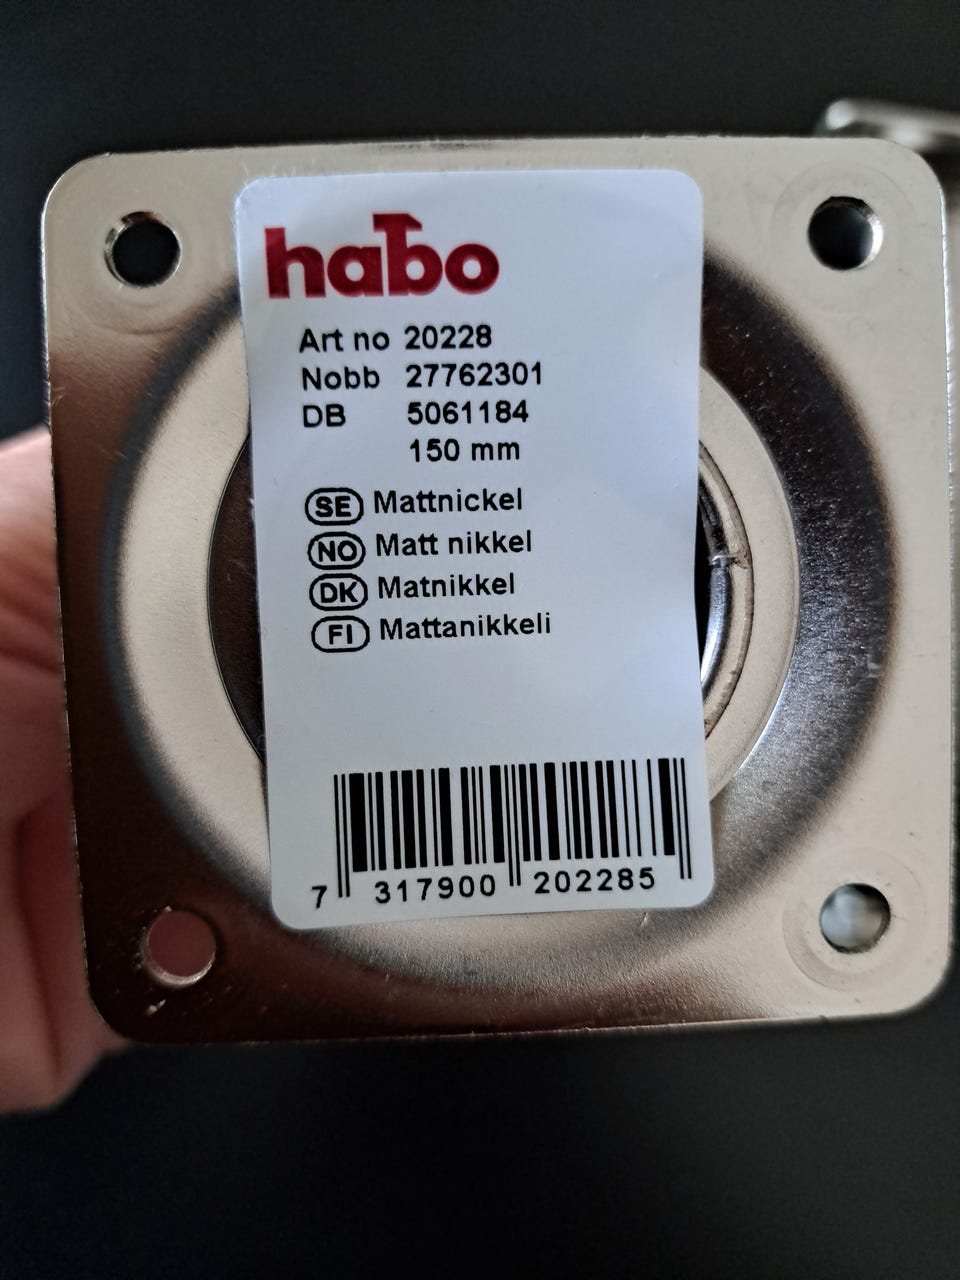 habo
Art no 20228
Nobb 27762301
DB 5061184
150 mm
SE Mattnickel
NO Matt nikkel
DK Matnikkel
FI Mattanikkeli
7 317900 202285